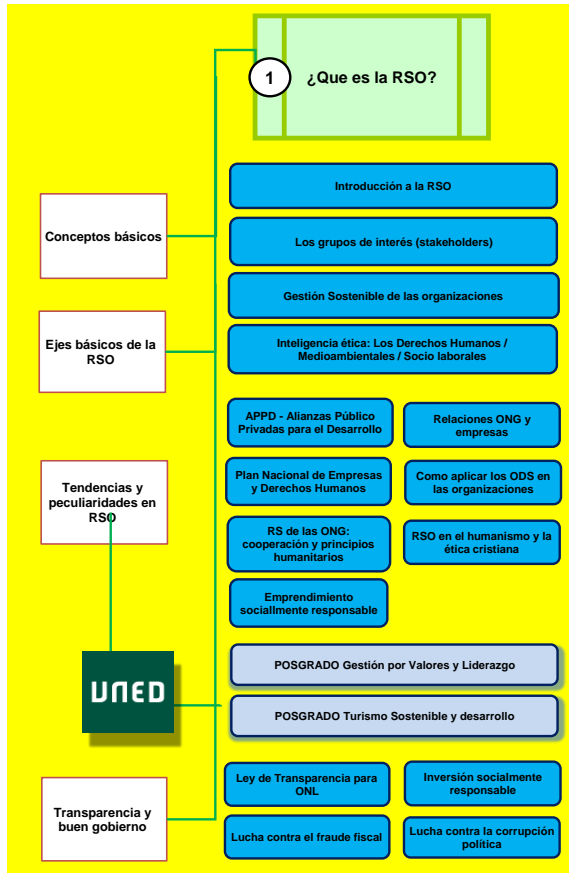 1
¿Que es la RSO?
Conceptos básicos
Introducción a la RSO
Los grupos de interés (stakeholders)
Ejes básicos de la
RSO
Gestión Sostenible de las organizaciones
Inteligencia ética: Los Derechos Humanos /
Medioambientales / Socio laborales
Tendencias y
peculiaridades en
RSO
APPD - Alianzas Público
Privadas para el Desarrollo
Relaciones ONG y
empresas
Plan Nacional de Empresas
y Derechos Humanos
Como aplicar los ODS en
las organizaciones
RS de las ONG:
cooperación y principios
humanitarios
RSO en el humanismo y la
ética cristiana
Emprendimiento
sociallmente responsable
UNED
POSGRADO Gestión por Valores y Liderazgo
POSGRADO Turismo Sostenible y desarrollo
Transparencia y
buen gobierno
Ley de Transparencia para
ONL
Inversión socialmente
responsable
Lucha contra el fraude fiscal
Lucha contra la corrupción
política